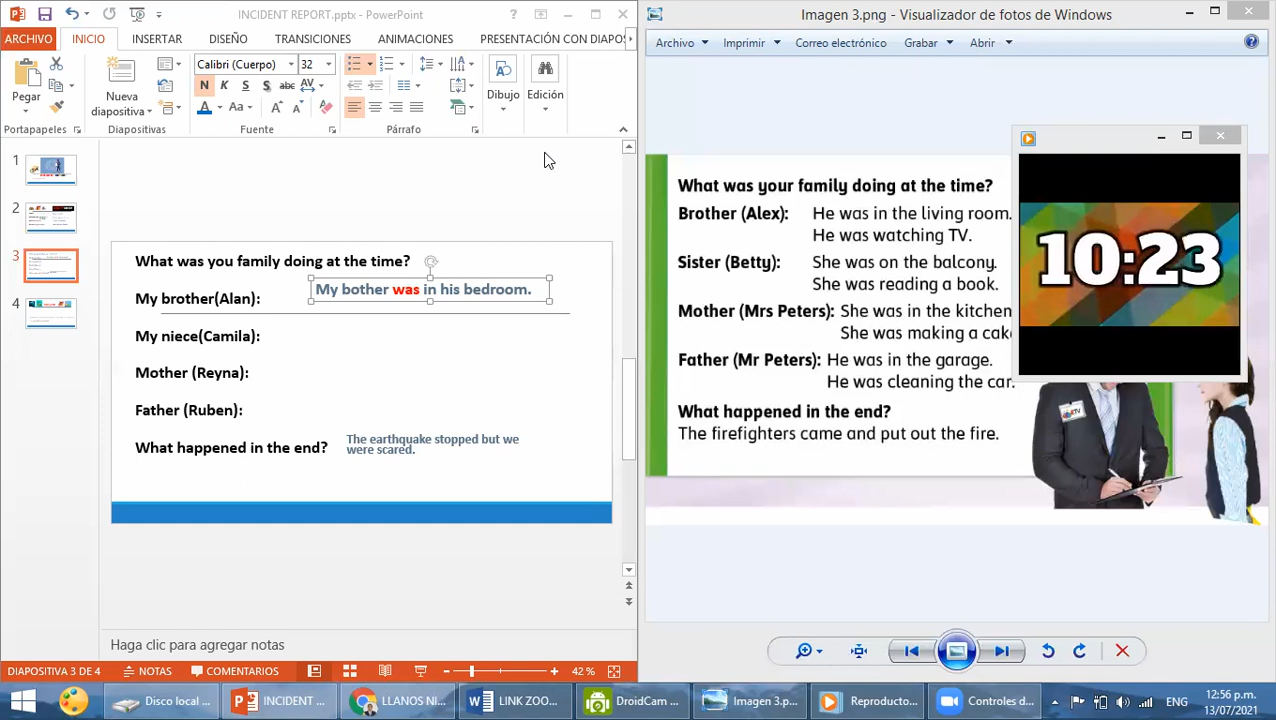 INCIDENT REPORT.pptx - PowerPoint
?
ARCHIVO INICIO INSERTAR DISEÑO TRANSICIONES ANIMACIONES PRESENTACIÓN CON DIAPOS
Pegar
Nueva
diapositiva
Calibri (Cuerpo) 32
N K S S abc AV
A Aa A A
Dibujo
Edición
Portapapeles Diapositivas Fuente Párrafo
1
2
3
4
What was you family doing at the time?
My brother(Alan):
My bother was in his bedroom.
My niece(Camila):
Mother (Reyna):
Father (Ruben):
What happened in the end?
The earthquake stopped but we
were scared.
Haga clic para agregar notas
DIAPOSITIVA 3 DE 4 NOTAS COMENTARIOS 42 %
Imagen 3.png - Visualizador de fotos de Windows
Archivo Imprimir Correo electrónico Grabar Abrir
What was your family doing at the time?
Brother (Alex): He was in the living room.
He was watching TV.
Sister (Betty): She was on the balcony.
She was reading a book.
Mother (Mrs Peters): She was in the kitchen
She was making a cak
Father (Mr Peters): He was in the garage.
He was cleaning the car.
What happened in the end?
The firefighters came and put out the fire.
10:23
Disco local ...
INCIDENT ...
LLANOS NI...
LINK ZOO...
DroidCam ...
Imagen 3.p...
Reproducto...
Controles d...
ENG
12:56 p.m.
13/07/2021